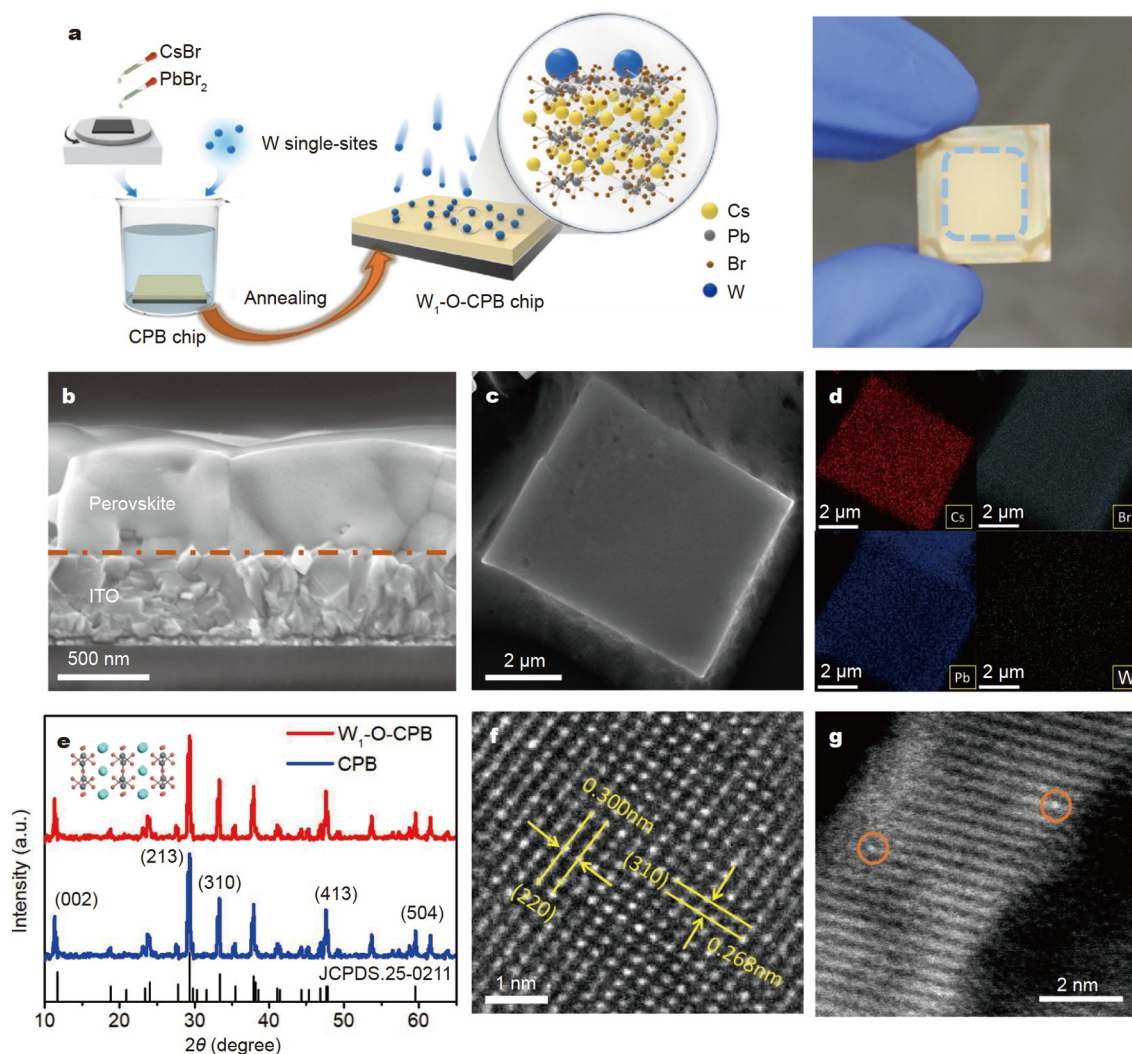 a
CsBr
PbBr₂
W single-sites
Annealing
CPB chip
W₁-O-CPB chip
Cs
Pb
Br
W
b
Perovskite
ITO
500 nm
c
2 μm
d
2 μm
Cs
2 μm
Br
2 μm
Pb
2 μm
W
e
W₁-O-CPB
CPB
(002)
(213)
(310)
(413)
(504)
JCPDS.25-0211
Intensity (a.u.)
10 20 30 40 50 60
2θ (degree)
f
0.300nm
(220)
(310)
0.268nm
1 nm
g
2 nm